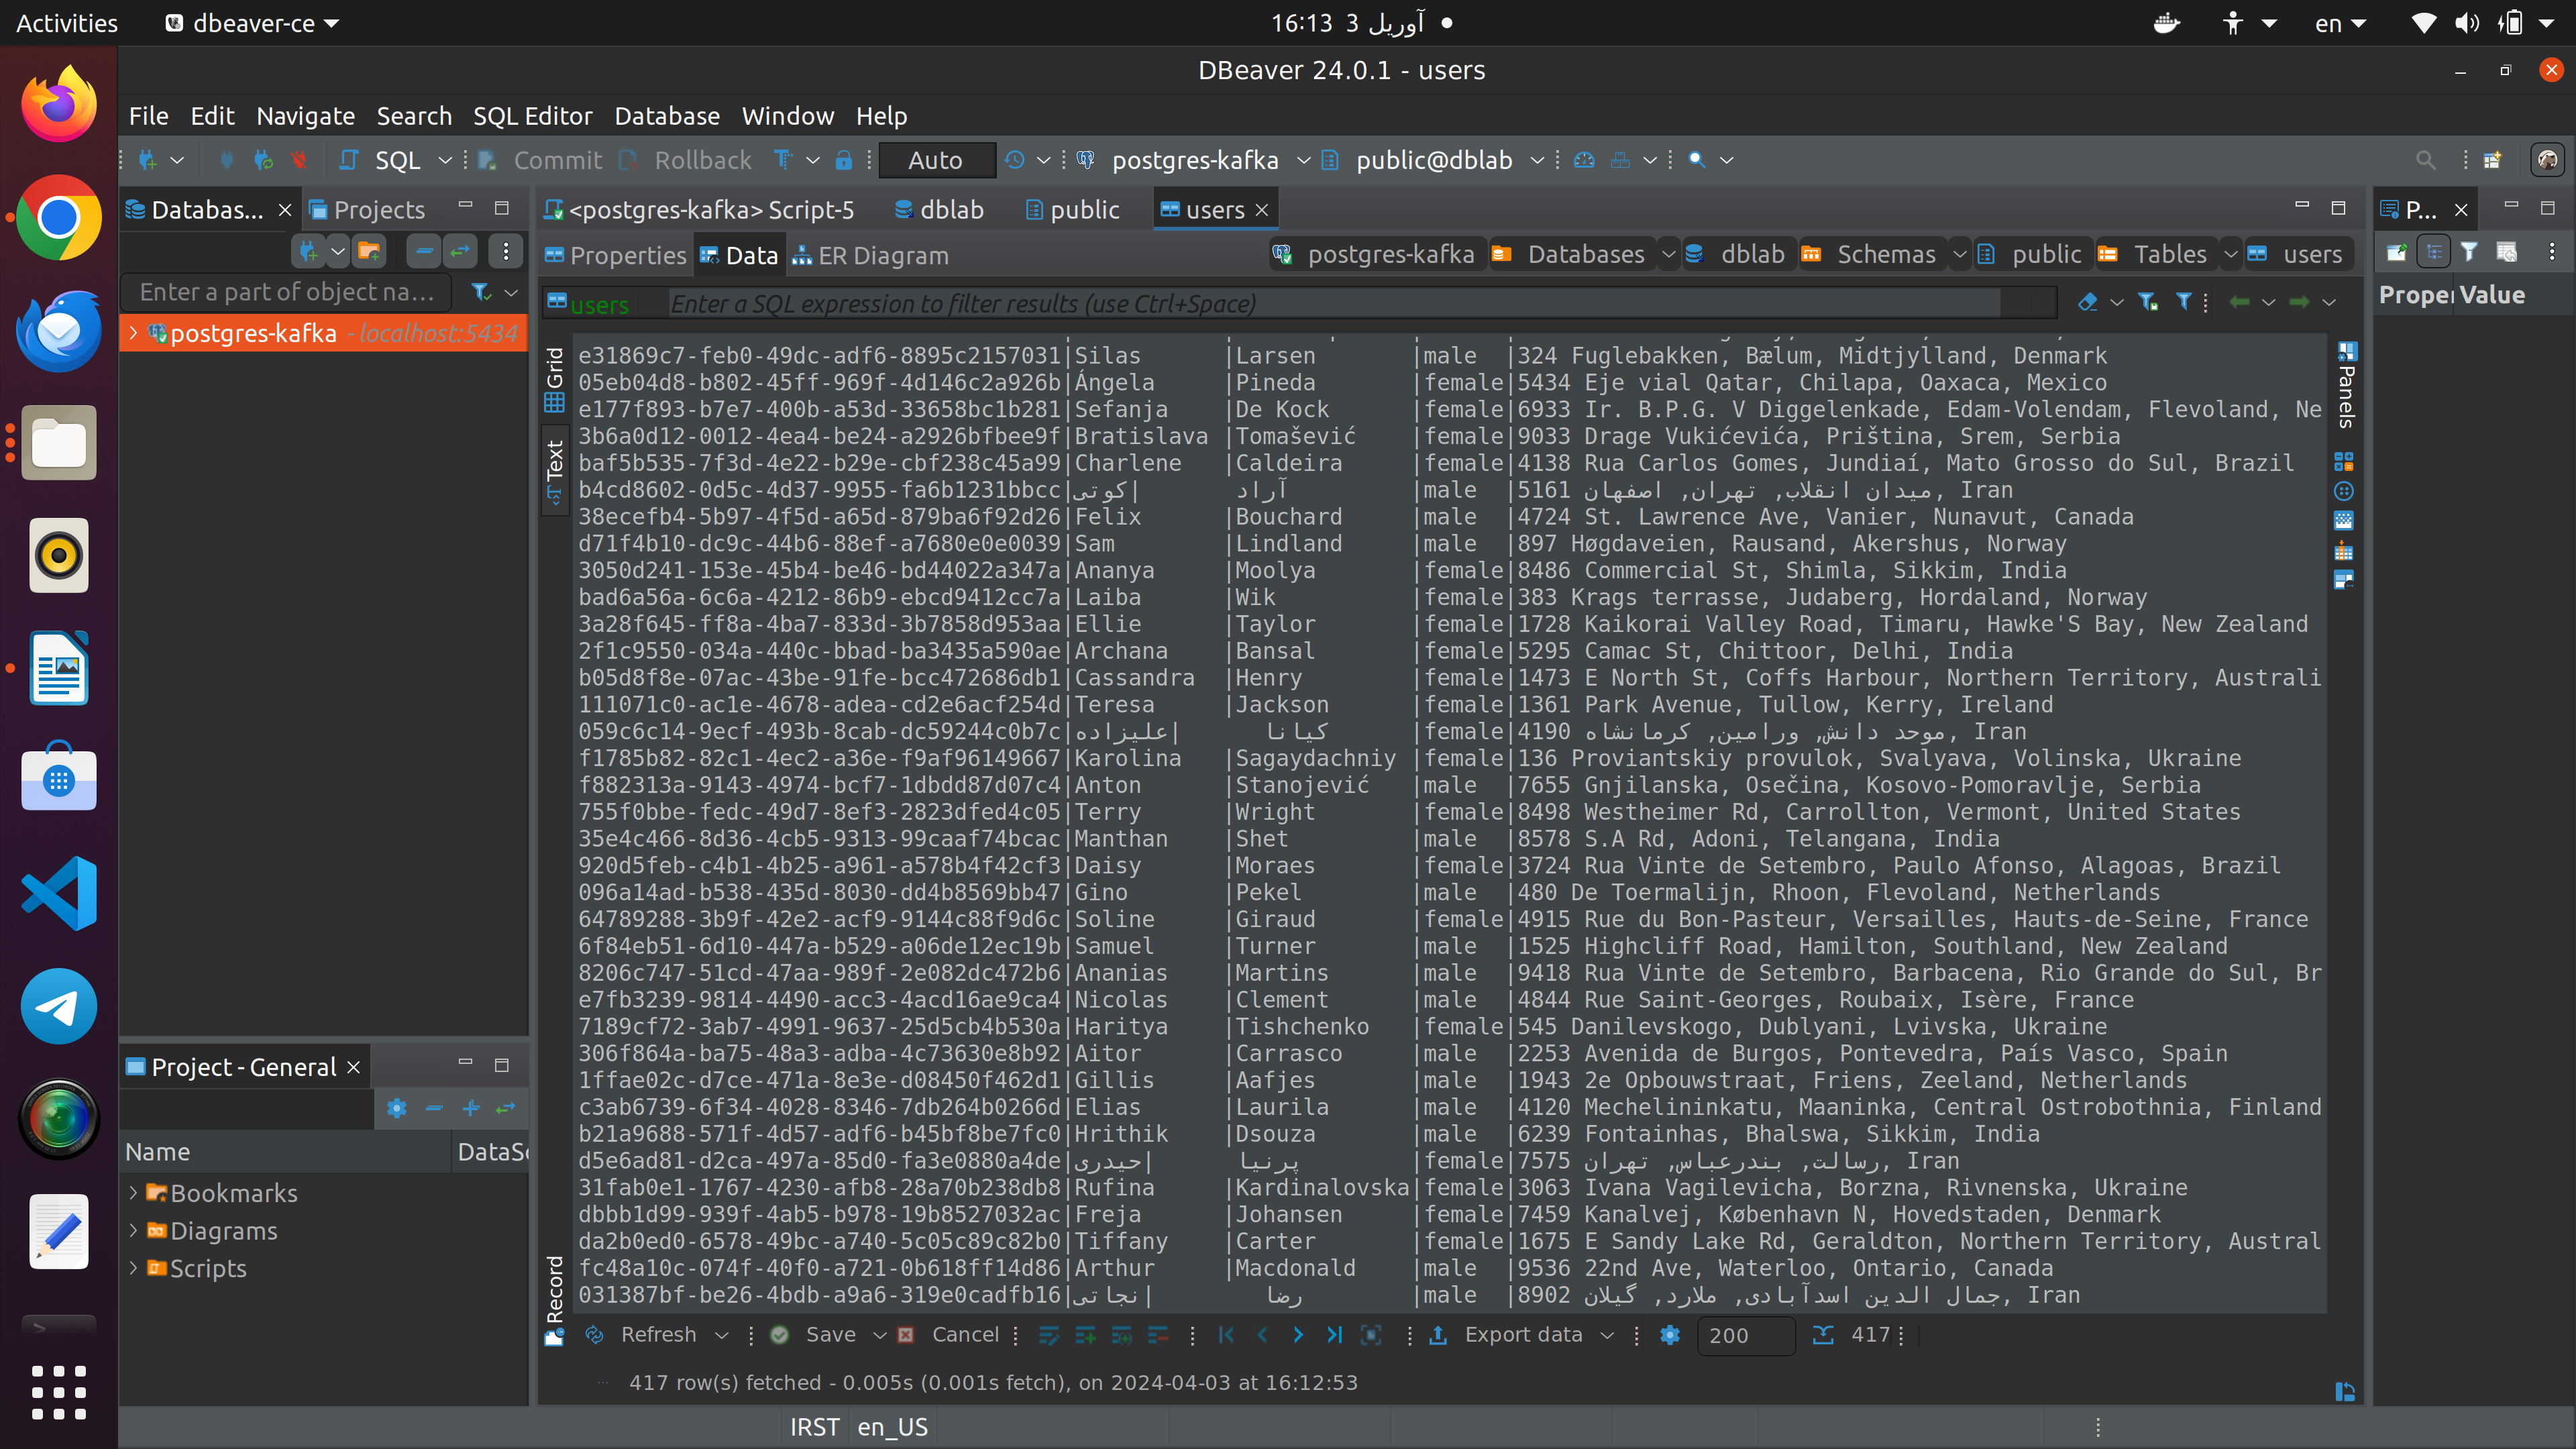 Activities dbeaver-ce 16:13 3 آوریل en
DBeaver 24.0.1 - users
File Edit Navigate Search SQL Editor Database Window Help
SQL Commit Rollback Auto postgres-kafka public@dblab
Databas... Projects <postgres-kafka> Script-5 dblab public users P...
Properties Data ER Diagram postgres-kafka Databases dblab Schemas public Tables users
Enter a part of object na... users Enter a SQL expression to filter results (use Ctrl+Space) Proper Value
postgres-kafka - localhost:5434
Grid
Text
Record
Panels
e31869c7-feb0-49dc-adf6-8895c2157031|Silas |Larsen |male |324 Fuglebakken, Bælum, Midtjylland, Denmark
05eb04d8-b802-45ff-969f-4d146c2a926b|Ángela |Pineda |female|5434 Eje vial Qatar, Chilapa, Oaxaca, Mexico
e177f893-b7e7-400b-a53d-33658bc1b281|Sefanja |De Kock |female|6933 Ir. B.P.G. V Diggelenkade, Edam-Volendam, Flevoland, Ne
3b6a0d12-0012-4ea4-be24-a2926bfbee9f|Bratislava |Tomašević |female|9033 Drage Vukićevića, Priština, Srem, Serbia
baf5b535-7f3d-4e22-b29e-cbf238c45a99|Charlene |Caldeira |female|4138 Rua Carlos Gomes, Jundiaí, Mato Grosso do Sul, Brazil
b4cd8602-0d5c-4d37-9955-fa6b1231bbcc|آراد |کوتی |male |5161 میدان انقلاب, تهران, اصفهان, Iran
38ecefb4-5b97-4f5d-a65d-879ba6f92d26|Felix |Bouchard |male |4724 St. Lawrence Ave, Vanier, Nunavut, Canada
d71f4b10-dc9c-44b6-88ef-a7680e0e0039|Sam |Lindland |male |897 Høgdaveien, Rausand, Akershus, Norway
3050d241-153e-45b4-be46-bd44022a347a|Ananya |Moolya |female|8486 Commercial St, Shimla, Sikkim, India
bad6a56a-6c6a-4212-86b9-ebcd9412cc7a|Laiba |Wik |female|383 Krags terrasse, Judaberg, Hordaland, Norway
3a28f645-ff8a-4ba7-833d-3b7858d953aa|Ellie |Taylor |female|1728 Kaikorai Valley Road, Timaru, Hawke'S Bay, New Zealand
2f1c9550-034a-440c-bbad-ba3435a590ae|Archana |Bansal |female|5295 Camac St, Chittoor, Delhi, India
b05d8f8e-07ac-43be-91fe-bcc472686db1|Cassandra |Henry |female|1473 E North St, Coffs Harbour, Northern Territory, Australi
111071c0-ac1e-4678-adea-cd2e6acf254d|Teresa |Jackson |female|1361 Park Avenue, Tullow, Kerry, Ireland
059c6c14-9ecf-493b-8cab-dc59244c0b7c|کیانا |علیزاده |female|4190 موحد دانش, ورامین, کرمانشاه, Iran
f1785b82-82c1-4ec2-a36e-f9af96149667|Karolina |Sagaydachniy |female|136 Proviantskiy provulok, Svalyava, Volinska, Ukraine
f882313a-9143-4974-bcf7-1dbdd87d07c4|Anton |Stanojević |male |7655 Gnjilanska, Osečina, Kosovo-Pomoravlje, Serbia
755f0bbe-fedc-49d7-8ef3-2823dfed4c05|Terry |Wright |female|8498 Westheimer Rd, Carrollton, Vermont, United States
35e4c466-8d36-4cb5-9313-99caaf74bcac|Manthan |Shet |male |8578 S.A Rd, Adoni, Telangana, India
920d5feb-c4b1-4b25-a961-a578b4f42cf3|Daisy |Moraes |female|3724 Rua Vinte de Setembro, Paulo Afonso, Alagoas, Brazil
096a14ad-b538-435d-8030-dd4b8569bb47|Gino |Pekel |male |480 De Toermalijn, Rhoon, Flevoland, Netherlands
64789288-3b9f-42e2-acf9-9144c88f9d6c|Soline |Giraud |female|4915 Rue du Bon-Pasteur, Versailles, Hauts-de-Seine, France
6f84eb51-6d10-447a-b529-a06de12ec19b|Samuel |Turner |male |1525 Highcliff Road, Hamilton, Southland, New Zealand
8206c747-51cd-47aa-989f-2e082dc472b6|Ananias |Martins |male |9418 Rua Vinte de Setembro, Barbacena, Rio Grande do Sul, Br
e7fb3239-9814-4490-acc3-4acd16ae9ca4|Nicolas |Clement |male |4844 Rue Saint-Georges, Roubaix, Isère, France
7189cf72-3ab7-4991-9637-25d5cb4b530a|Haritya |Tishchenko |female|545 Danilevskogo, Dublyani, Lvivska, Ukraine
306f864a-ba75-48a3-adba-4c73630e8b92|Aitor |Carrasco |male |2253 Avenida de Burgos, Pontevedra, País Vasco, Spain
1ffae02c-d7ce-471a-8e3e-d08450f462d1|Gillis |Aafjes |male |1943 2e Opbouwstraat, Friens, Zeeland, Netherlands
c3ab6739-6f34-4028-8346-7db264b0266d|Elias |Laurila |male |4120 Mechelininkatu, Maaninka, Central Ostrobothnia, Finland
b21a9688-571f-4d57-adf6-b45bf8be7fc0|Hrithik |Dsouza |male |6239 Fontainhas, Bhalswa, Sikkim, India
d5e6ad81-d2ca-497a-85d0-fa3e0880a4de|پرنیا |حیدری |female|7575 رسالت, بندرعباس, تهران, Iran
31fab0e1-1767-4230-afb8-28a70b238db8|Rufina |Kardinalovska|female|3063 Ivana Vagilevicha, Borzna, Rivnenska, Ukraine
dbbb1d99-939f-4ab5-b978-19b8527032ac|Freja |Johansen |female|7459 Kanalvej, København N, Hovedstaden, Denmark
da2b0ed0-6578-49bc-a740-5c05c89c82b0|Tiffany |Carter |female|1675 E Sandy Lake Rd, Geraldton, Northern Territory, Austral
fc48a10c-074f-40f0-a721-0b618ff14d86|Arthur |Macdonald |male |9536 22nd Ave, Waterloo, Ontario, Canada
031387bf-be26-4bdb-a9a6-319e0cadfb16|رضا |نجاتی |male |8902 جمال الدین اسدآبادی, ملارد, گیلان, Iran
Project - General
Name DataSo
Bookmarks
Diagrams
Scripts
Refresh Save Cancel Export data 200 417
417 row(s) fetched - 0.005s (0.001s fetch), on 2024-04-03 at 16:12:53
IRST en_US